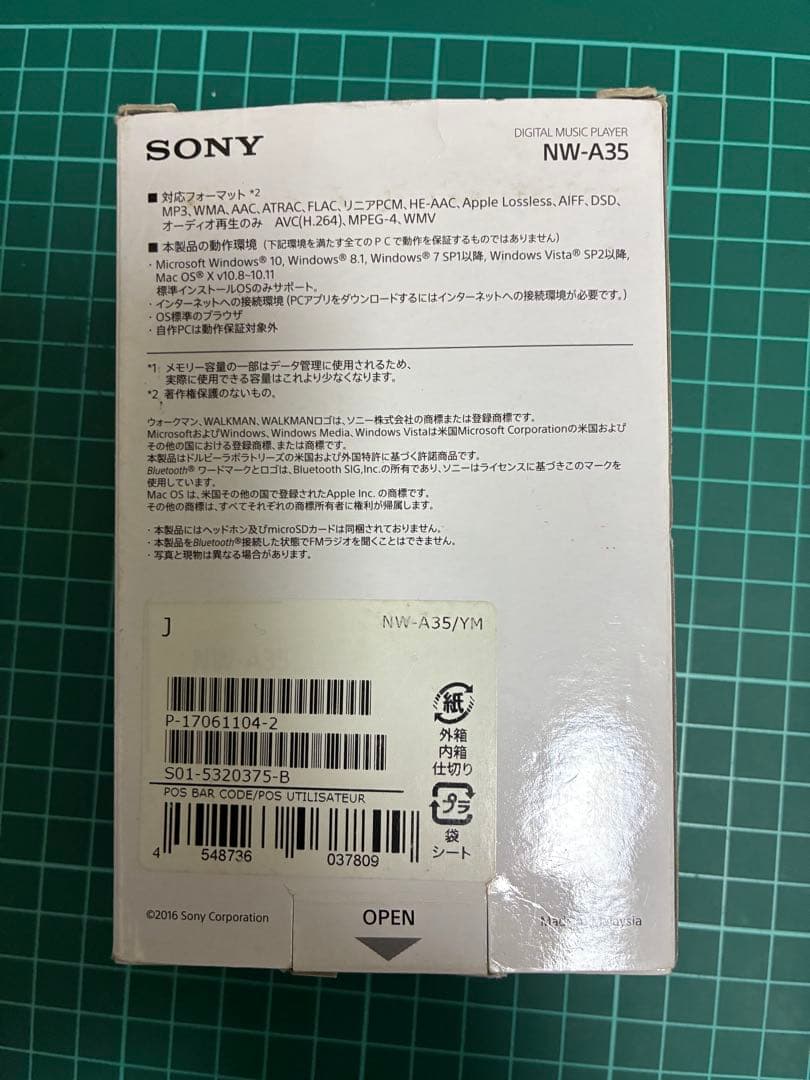 SONY
DIGITAL MUSIC PLAYER
NW-A35
■ 対応フォーマット *2
MP3、WMA、AAC、ATRAC、FLAC、リニアPCM、HE-AAC、Apple Lossless、AIFF、DSD、
オーディオ再生のみ AVC(H.264)、MPEG-4、WMV
■ 本製品の動作環境（下記環境を満たす全てのＰＣで動作を保証するものではありません）
・Microsoft Windows® 10, Windows® 8.1, Windows® 7 SP1以降, Windows Vista® SP2以降,
Mac OS® X v10.8~10.11
標準インストールOSのみサポート。
・インターネットへの接続環境（PCアプリをダウンロードするにはインターネットへの接続環境が必要です。）
・OS標準のブラウザ
・自作PCは動作保証対象外
*1 メモリー容量の一部はデータ管理に使用されるため、
実際に使用できる容量はこれより少なくなります。
*2 著作権保護のないもの。
ウォークマン、WALKMAN、WALKMANロゴは、ソニー株式会社の商標または登録商標です。
MicrosoftおよびWindows、Windows Media、Windows Vistaは米国Microsoft Corporationの米国および
その他の国における登録商標、または商標です。
本製品はドルビーラボラトリーズの米国および外国特許に基づく許諾商品です。
Bluetooth® ワードマークとロゴは、Bluetooth SIG,Inc.の所有であり、ソニーはライセンスに基づきこのマークを
使用しています。
Mac OS は、米国その他の国で登録されたApple Inc. の商標です。
その他の商標は、すべてそれぞれの商標所有者に権利が帰属します。
・本製品にはヘッドホン及びmicroSDカードは同梱されておりません。
・本製品をBluetooth®接続した状態でFMラジオを聞くことはできません。
・写真と現物は異なる場合があります。
J
NW-A35/YM
P-17061104-2
S01-5320375-B
POS BAR CODE/POS UTILISATEUR
4 548736 037809
紙
外箱
内箱
仕切り
プラ
袋
シート
©2016 Sony Corporation
OPEN
Made in Malaysia